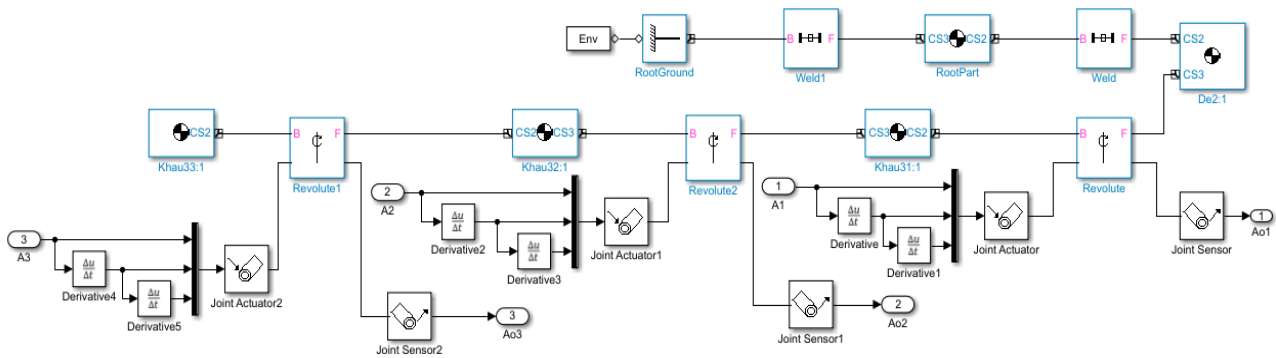 Env
B F
CS3 CS2
B F
CS2
CS3
RootGround
Weld1
RootPart
Weld
De2:1
CS2
B F
CS2 CS3
B F
CS3 CS2
B F
Khau33:1
Revolute1
Khau32:1
Revolute2
Khau31:1
Revolute
2
A2
1
A1
Δu
Δt
Derivative2
Δu
Δt
Derivative3
Joint Actuator1
Δu
Δt
Derivative
Δu
Δt
Derivative1
Joint Actuator
Joint Sensor
1
Ao1
3
A3
Δu
Δt
Derivative4
Δu
Δt
Derivative5
Joint Actuator2
Joint Sensor2
3
Ao3
Joint Sensor1
2
Ao2